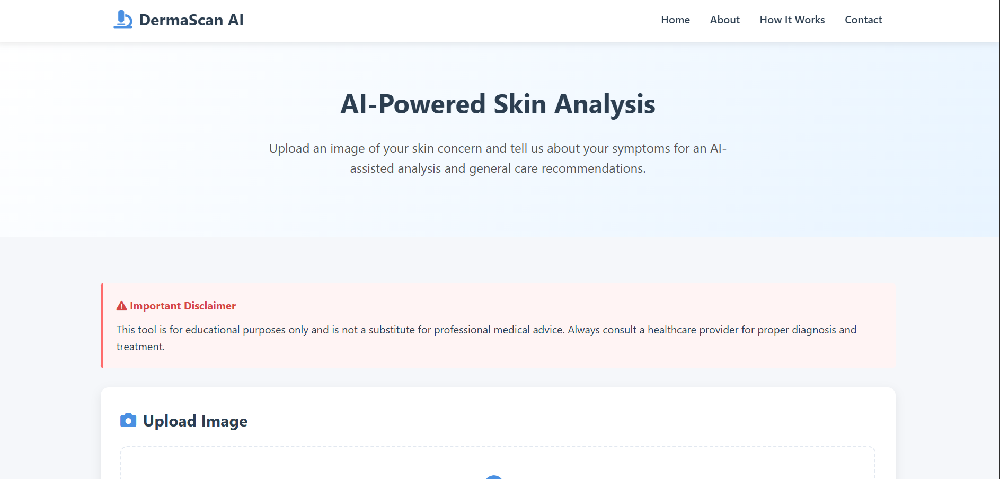 DermaScan AI
Home
About
How It Works
Contact
AI-Powered Skin Analysis
Upload an image of your skin concern and tell us about your symptoms for an AI-
assisted analysis and general care recommendations.
Important Disclaimer
This tool is for educational purposes only and is not a substitute for professional medical advice. Always consult a healthcare provider for proper diagnosis and
treatment.
Upload Image